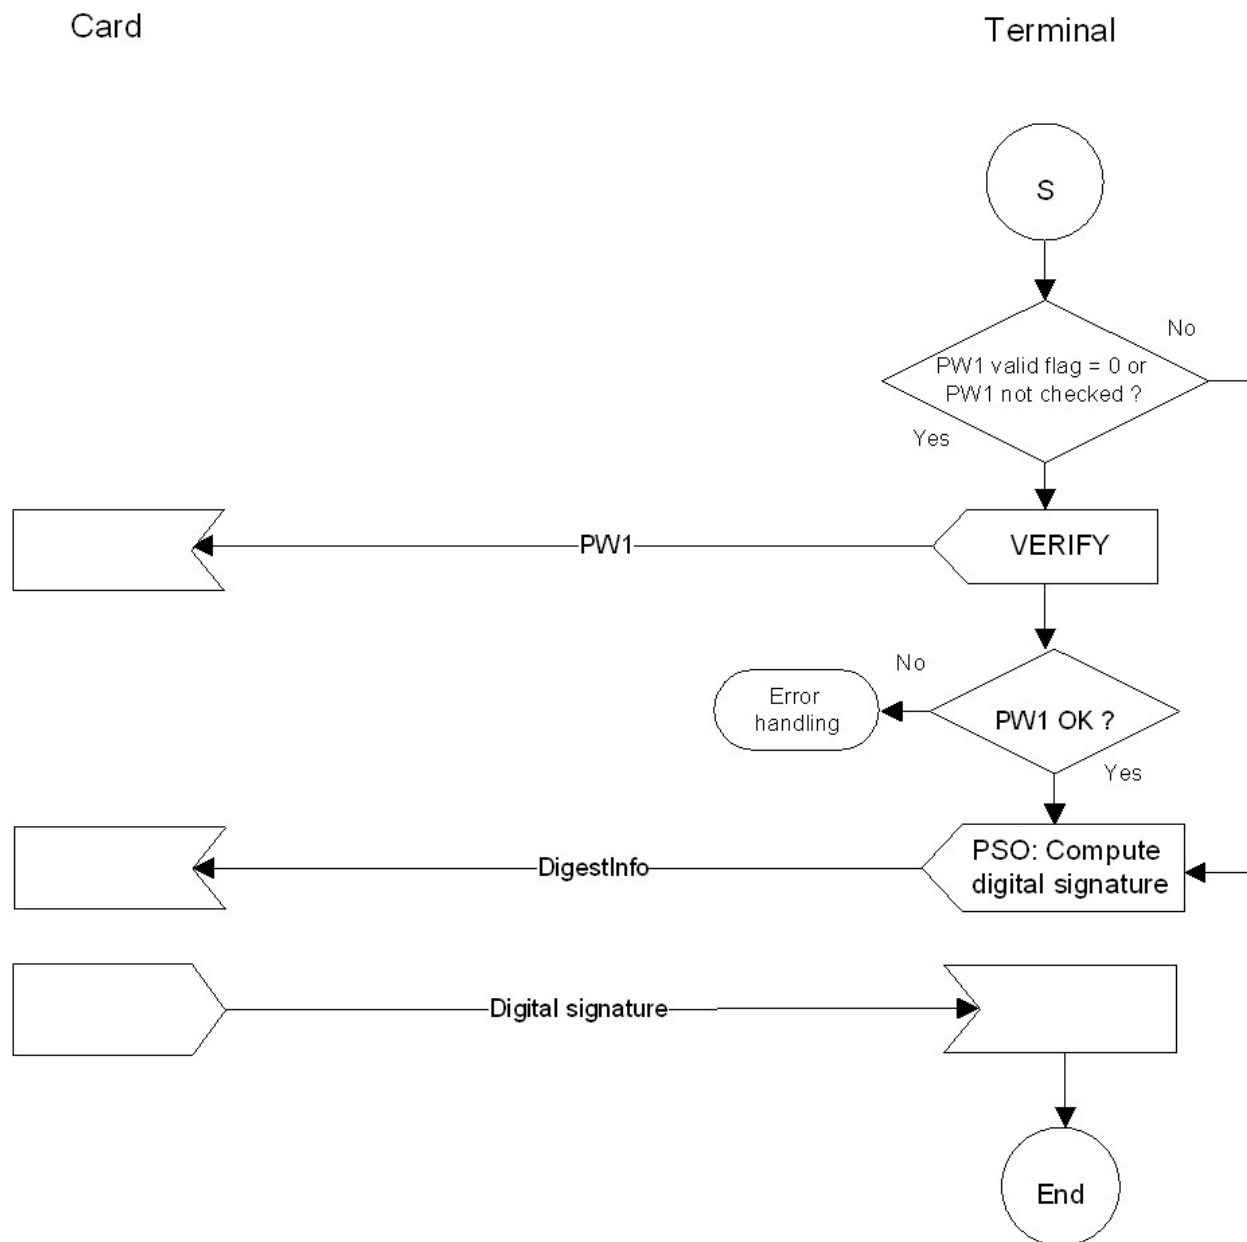 Card
Terminal
S
No
PW1 valid flag = 0 or
PW1 not checked ?
Yes
PW1
VERIFY
No
Error
handling
PW1 OK ?
Yes
DigestInfo
PSO: Compute
digital signature
Digital signature
End